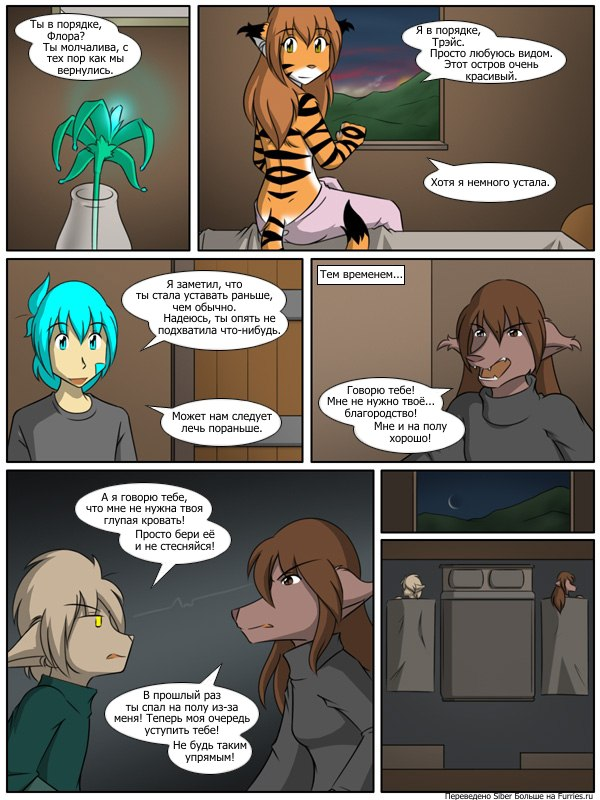 Ты в порядке,
Флора?
Ты молчалива, с
тех пор как мы
вернулись.
Я в порядке,
Трэйс.
Просто любуюсь видом.
Этот остров очень
красивый.
Хотя я немного устала.
Я заметил, что
ты стала уставать раньше,
чем обычно.
Надеюсь, ты опять не
подхватила что-нибудь.
Может нам следует
лечь пораньше.
Тем временем...
Говорю тебе!
Мне не нужно твоё...
благородство!
Мне и на полу
хорошо!
А я говорю тебе,
что мне не нужна твоя
глупая кровать!
Просто бери её
и не стесняйся!
В прошлый раз
ты спал на полу из-за
меня! Теперь моя очередь
уступить тебе!
Не будь таким
упрямым!
Переведено Siber Больше на Furries.ru